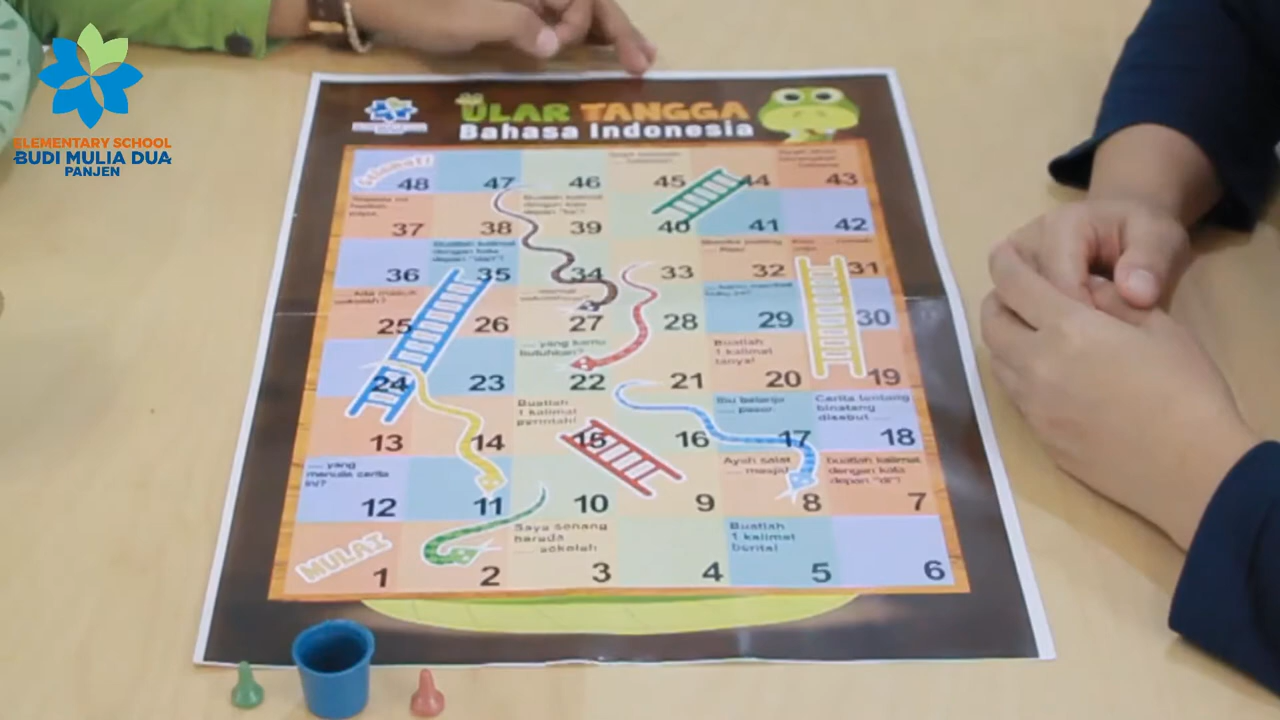 ELEMENTARY SCHOOL
BUDI MULIA DUA
PANJEN
ULAR TANGGA
Bahasa Indonesia
48 47 46 45 44 43
37 38 39 40 41 42
Buatlah kalimat
dengan kata
36 35 34 33 32 31
25 26 27 28 29 30
.... yang kamu
butuhkan?
Buatlah
1 kalimat
tanya!
24 23 22 21 20 19
Buatlah
1 kalimat
perintah!
Ibu belanja
.... pasar.
Cerita tentang
binatang
disebut ....
13 14 15 16 17 18
.... yang
menulis cerita
ini?
Ayah salat
.... masjid
buatlah kalimat
dengan kata
depan "di"!
12 11 10 9 8 7
MULAI
Saya senang
berada
.... sekolah
Buatlah
1 kalimat
berita!
1 2 3 4 5 6